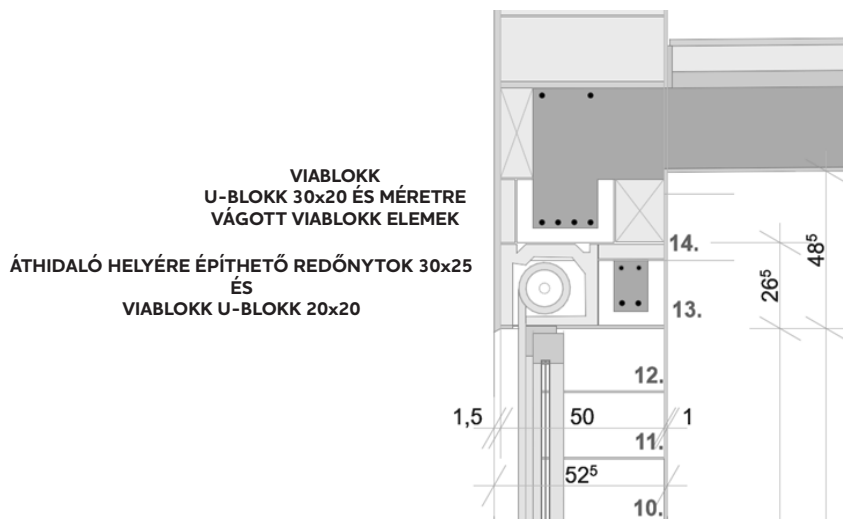 VIABLOKK
U-BLOKK 30x20 ÉS MÉRETRE
VÁGOTT VIABLOKK ELEMEK
ÁTHIDALÓ HELYÉRE ÉPÍTHETŐ REDŐNYTOK 30x25
ÉS
VIABLOKK U-BLOKK 20x20
14.
48⁵
26⁵
13.
12.
1,5 50 1
11.
52⁵
10.